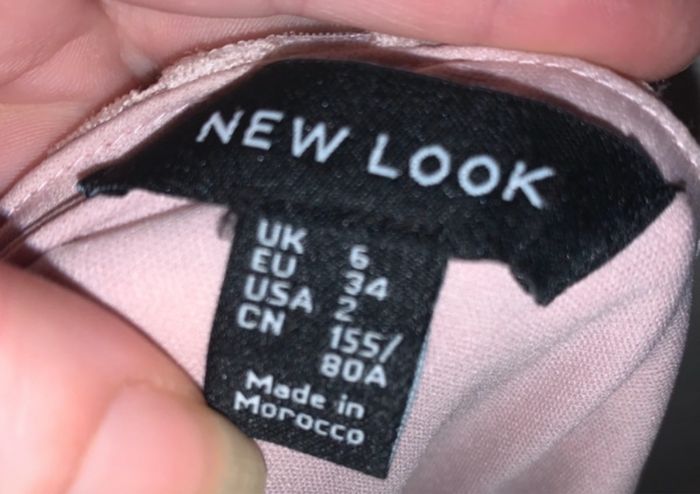 NEW LOOK
UK 6
EU 34
USA 2
CN 155/
80A
Made in
Morocco